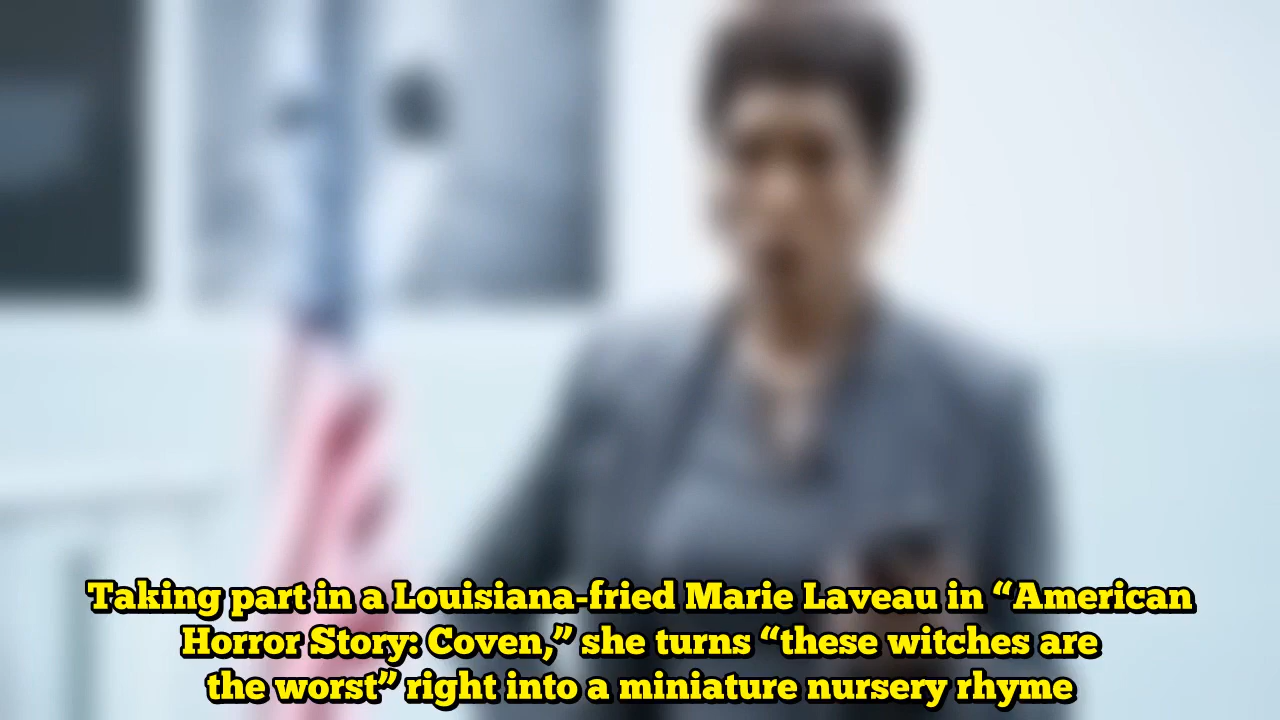 Taking part in a Louisiana-fried Marie Laveau in “American
Horror Story: Coven,” she turns “these witches are
the worst” right into a miniature nursery rhyme